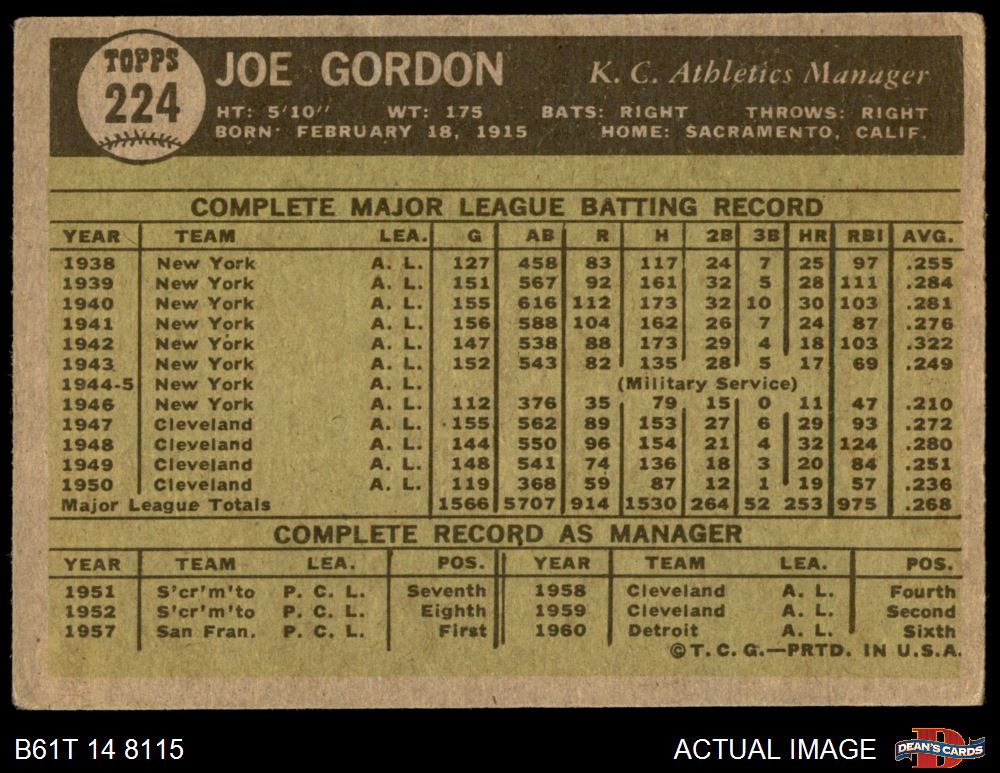 TOPPS
224
JOE GORDON K. C. Athletics Manager
HT: 5'10" WT: 175 BATS: RIGHT THROWS: RIGHT
BORN: FEBRUARY 18, 1915 HOME: SACRAMENTO, CALIF.
COMPLETE MAJOR LEAGUE BATTING RECORD
YEAR TEAM LEA. G AB R H 2B 3B HR RBI AVG.
1938 New York A. L. 127 458 83 117 24 7 25 97 .255
1939 New York A. L. 151 567 92 161 32 5 28 111 .284
1940 New York A. L. 155 616 112 173 32 10 30 103 .281
1941 New York A. L. 156 588 104 162 26 7 24 87 .276
1942 New York A. L. 147 538 88 173 29 4 18 103 .322
1943 New York A. L. 152 543 82 135 28 5 17 69 .249
1944-5 New York A. L. (Military Service)
1946 New York A. L. 112 376 35 79 15 0 11 47 .210
1947 Cleveland A. L. 155 562 89 153 27 6 29 93 .272
1948 Cleveland A. L. 144 550 96 154 21 4 32 124 .280
1949 Cleveland A. L. 148 541 74 136 18 3 20 84 .251
1950 Cleveland A. L. 119 368 59 87 12 1 19 57 .236
Major League Totals 1566 5707 914 1530 264 52 253 975 .268
COMPLETE RECORD AS MANAGER
YEAR TEAM LEA. POS. YEAR TEAM LEA. POS.
1951 S'cr'm'to P. C. L. Seventh 1958 Cleveland A. L. Fourth
1952 S'cr'm'to P. C. L. Eighth 1959 Cleveland A. L. Second
1957 San Fran. P. C. L. First 1960 Detroit A. L. Sixth
©T. C. G.—PRTD. IN U.S.A.
B61T 14 8115 ACTUAL IMAGE
D
DEAN'S CARDS